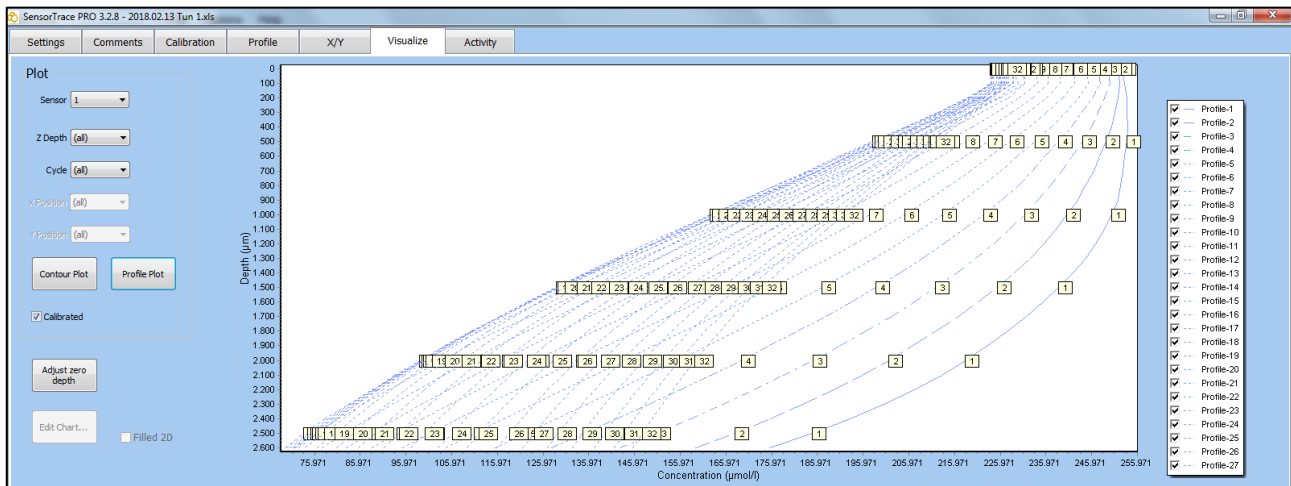 SensorTrace PRO 3.2.8 - 2018.02.13 Tun 1.xls
Settings Comments Calibration Profile X/Y Visualize Activity
Plot
Sensor 1
Z Depth (all)
Cycle (all)
X Position (all)
Y Position (all)
Contour Plot Profile Plot
Calibrated
Adjust zero depth
Edit Chart... Filled 2D
Depth (µm)
0 32 8 7 6 5 4 3 2
100
200
300
400
500 32 8 7 6 5 4 3 2 1
600
700
800
900
1.000 32 7 6 5 4 3 2 1
1.100
1.200
1.300
1.400
1.500 21 22 23 24 25 26 27 28 29 32 5 4 3 2 1
1.600
1.700
1.800
1.900
2.000 19 20 21 22 23 24 25 26 27 28 29 30 31 32 4 3 2 1
2.100
2.200
2.300
2.400
2.500 19 20 21 22 23 24 25 26 27 28 29 30 31 32 3 2 1
2.600
75.971 85.971 95.971 105.971 115.971 125.971 135.971 145.971 155.971 165.971 175.971 185.971 195.971 205.971 215.971 225.971 235.971 245.971 255.971
Concentration (µmol/l)
Profile-1
Profile-2
Profile-3
Profile-4
Profile-5
Profile-6
Profile-7
Profile-8
Profile-9
Profile-10
Profile-11
Profile-12
Profile-13
Profile-14
Profile-15
Profile-16
Profile-17
Profile-18
Profile-19
Profile-20
Profile-21
Profile-22
Profile-23
Profile-24
Profile-25
Profile-26
Profile-27